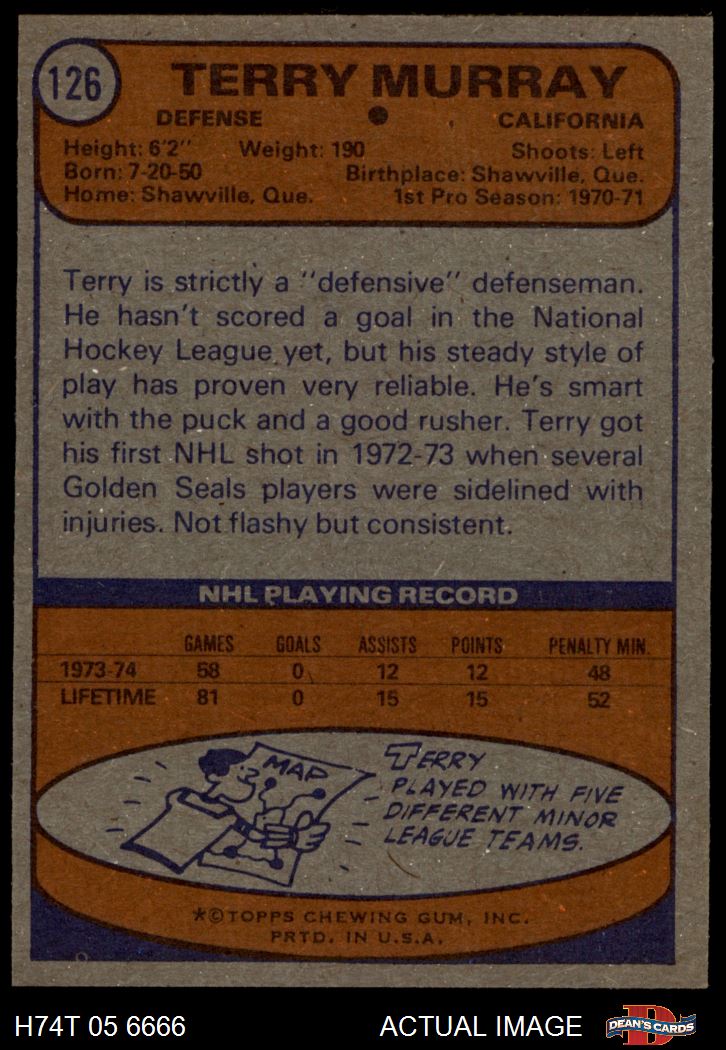 126
TERRY MURRAY
DEFENSE CALIFORNIA
Height: 6'2" Weight: 190 Shoots: Left
Born: 7-20-50 Birthplace: Shawville, Que.
Home: Shawville, Que. 1st Pro Season: 1970-71
Terry is strictly a "defensive" defenseman.
He hasn't scored a goal in the National
Hockey League yet, but his steady style of
play has proven very reliable. He's smart
with the puck and a good rusher. Terry got
his first NHL shot in 1972-73 when several
Golden Seals players were sidelined with
injuries. Not flashy but consistent.
NHL PLAYING RECORD
GAMES GOALS ASSISTS POINTS PENALTY MIN.
1973-74 58 0 12 12 48
LIFETIME 81 0 15 15 52
MAP
TERRY
PLAYED WITH FIVE
DIFFERENT MINOR
LEAGUE TEAMS.
*©TOPPS CHEWING GUM, INC.
PRTD. IN U.S.A.
H74T 05 6666 ACTUAL IMAGE
D
DEAN'S CARDS